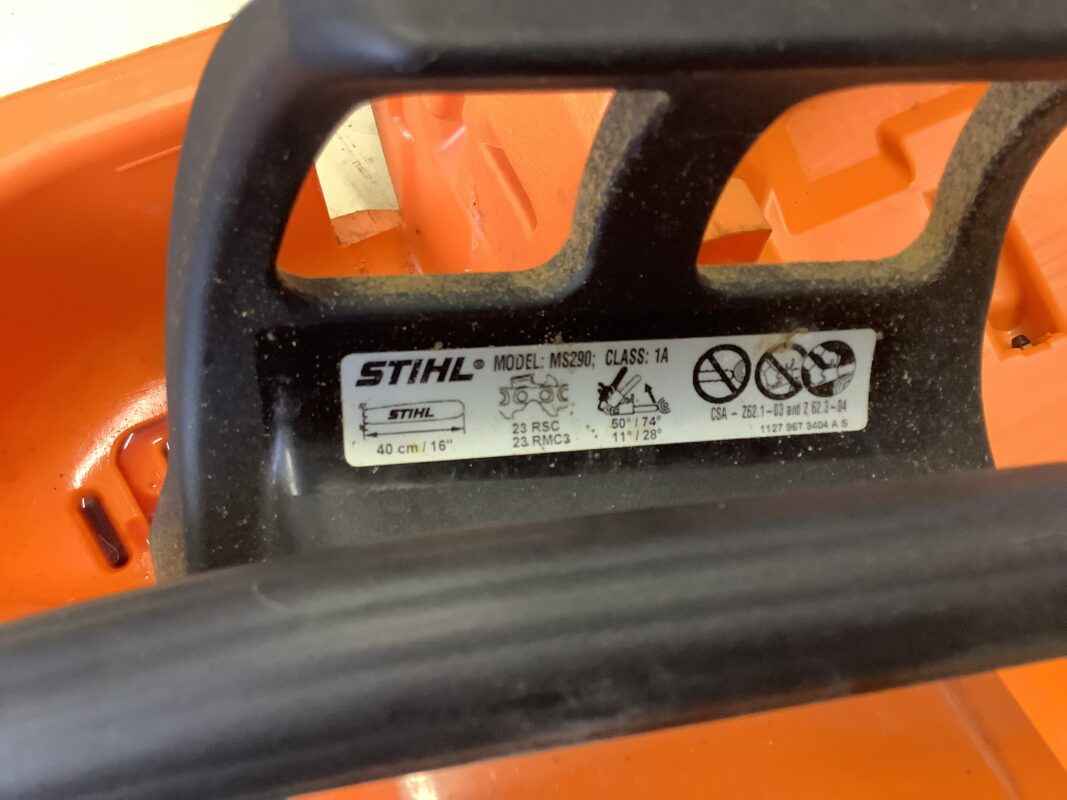 STIHL® MODEL: MS290; CLASS: 1A
STIHL
40 cm / 16"
23 RSC
23 RMC3
50° / 74°
11° / 28°
CSA - Z62.1-03 and Z 62.3-04
1127 967 3404 A S